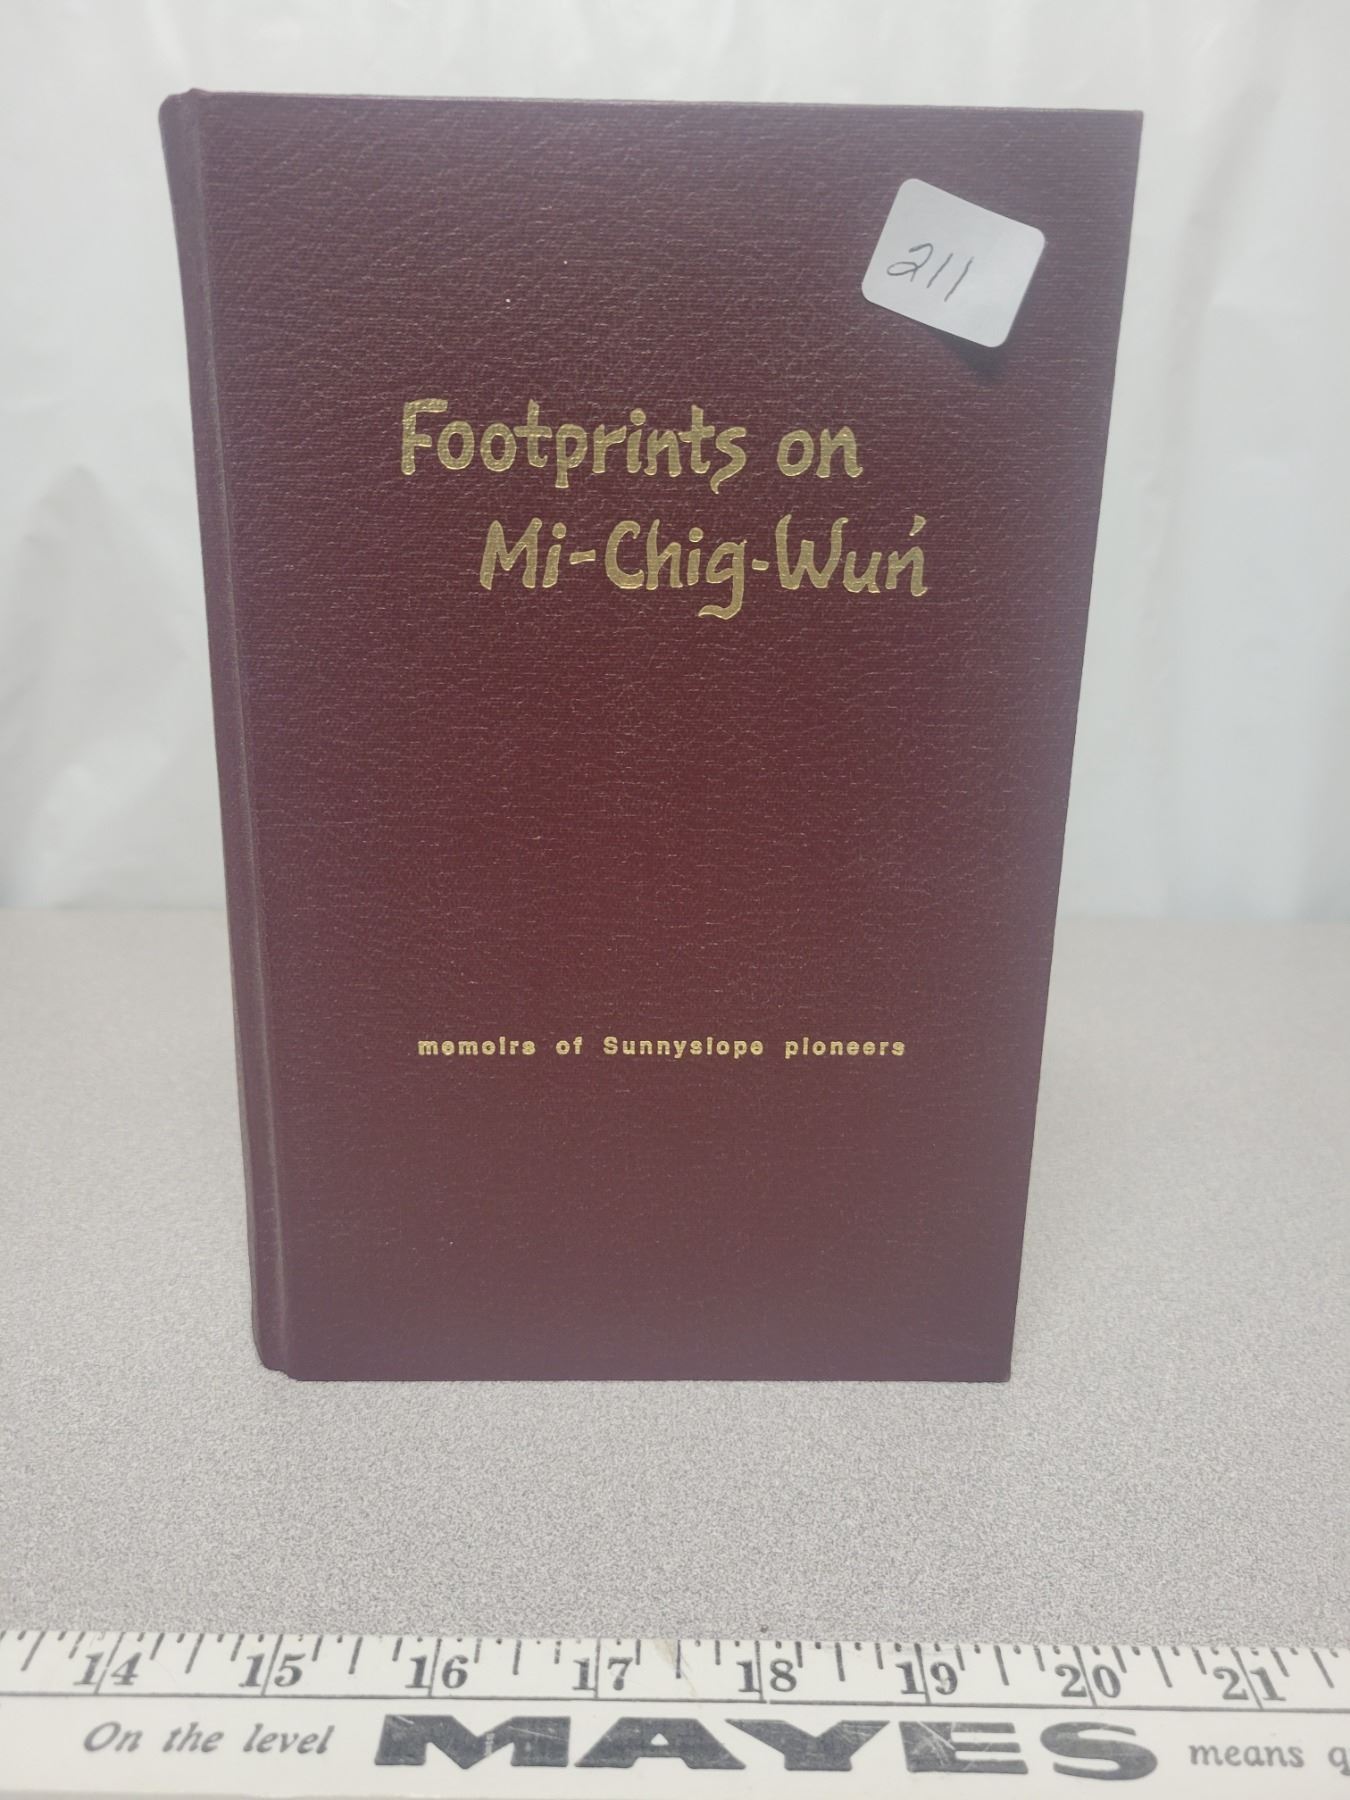 211
Footprints on
Mi-Chig-Wuń
memoirs of Sunnyslope pioneers
14 15 16 17 18 19 20 21
On the level MAYES means